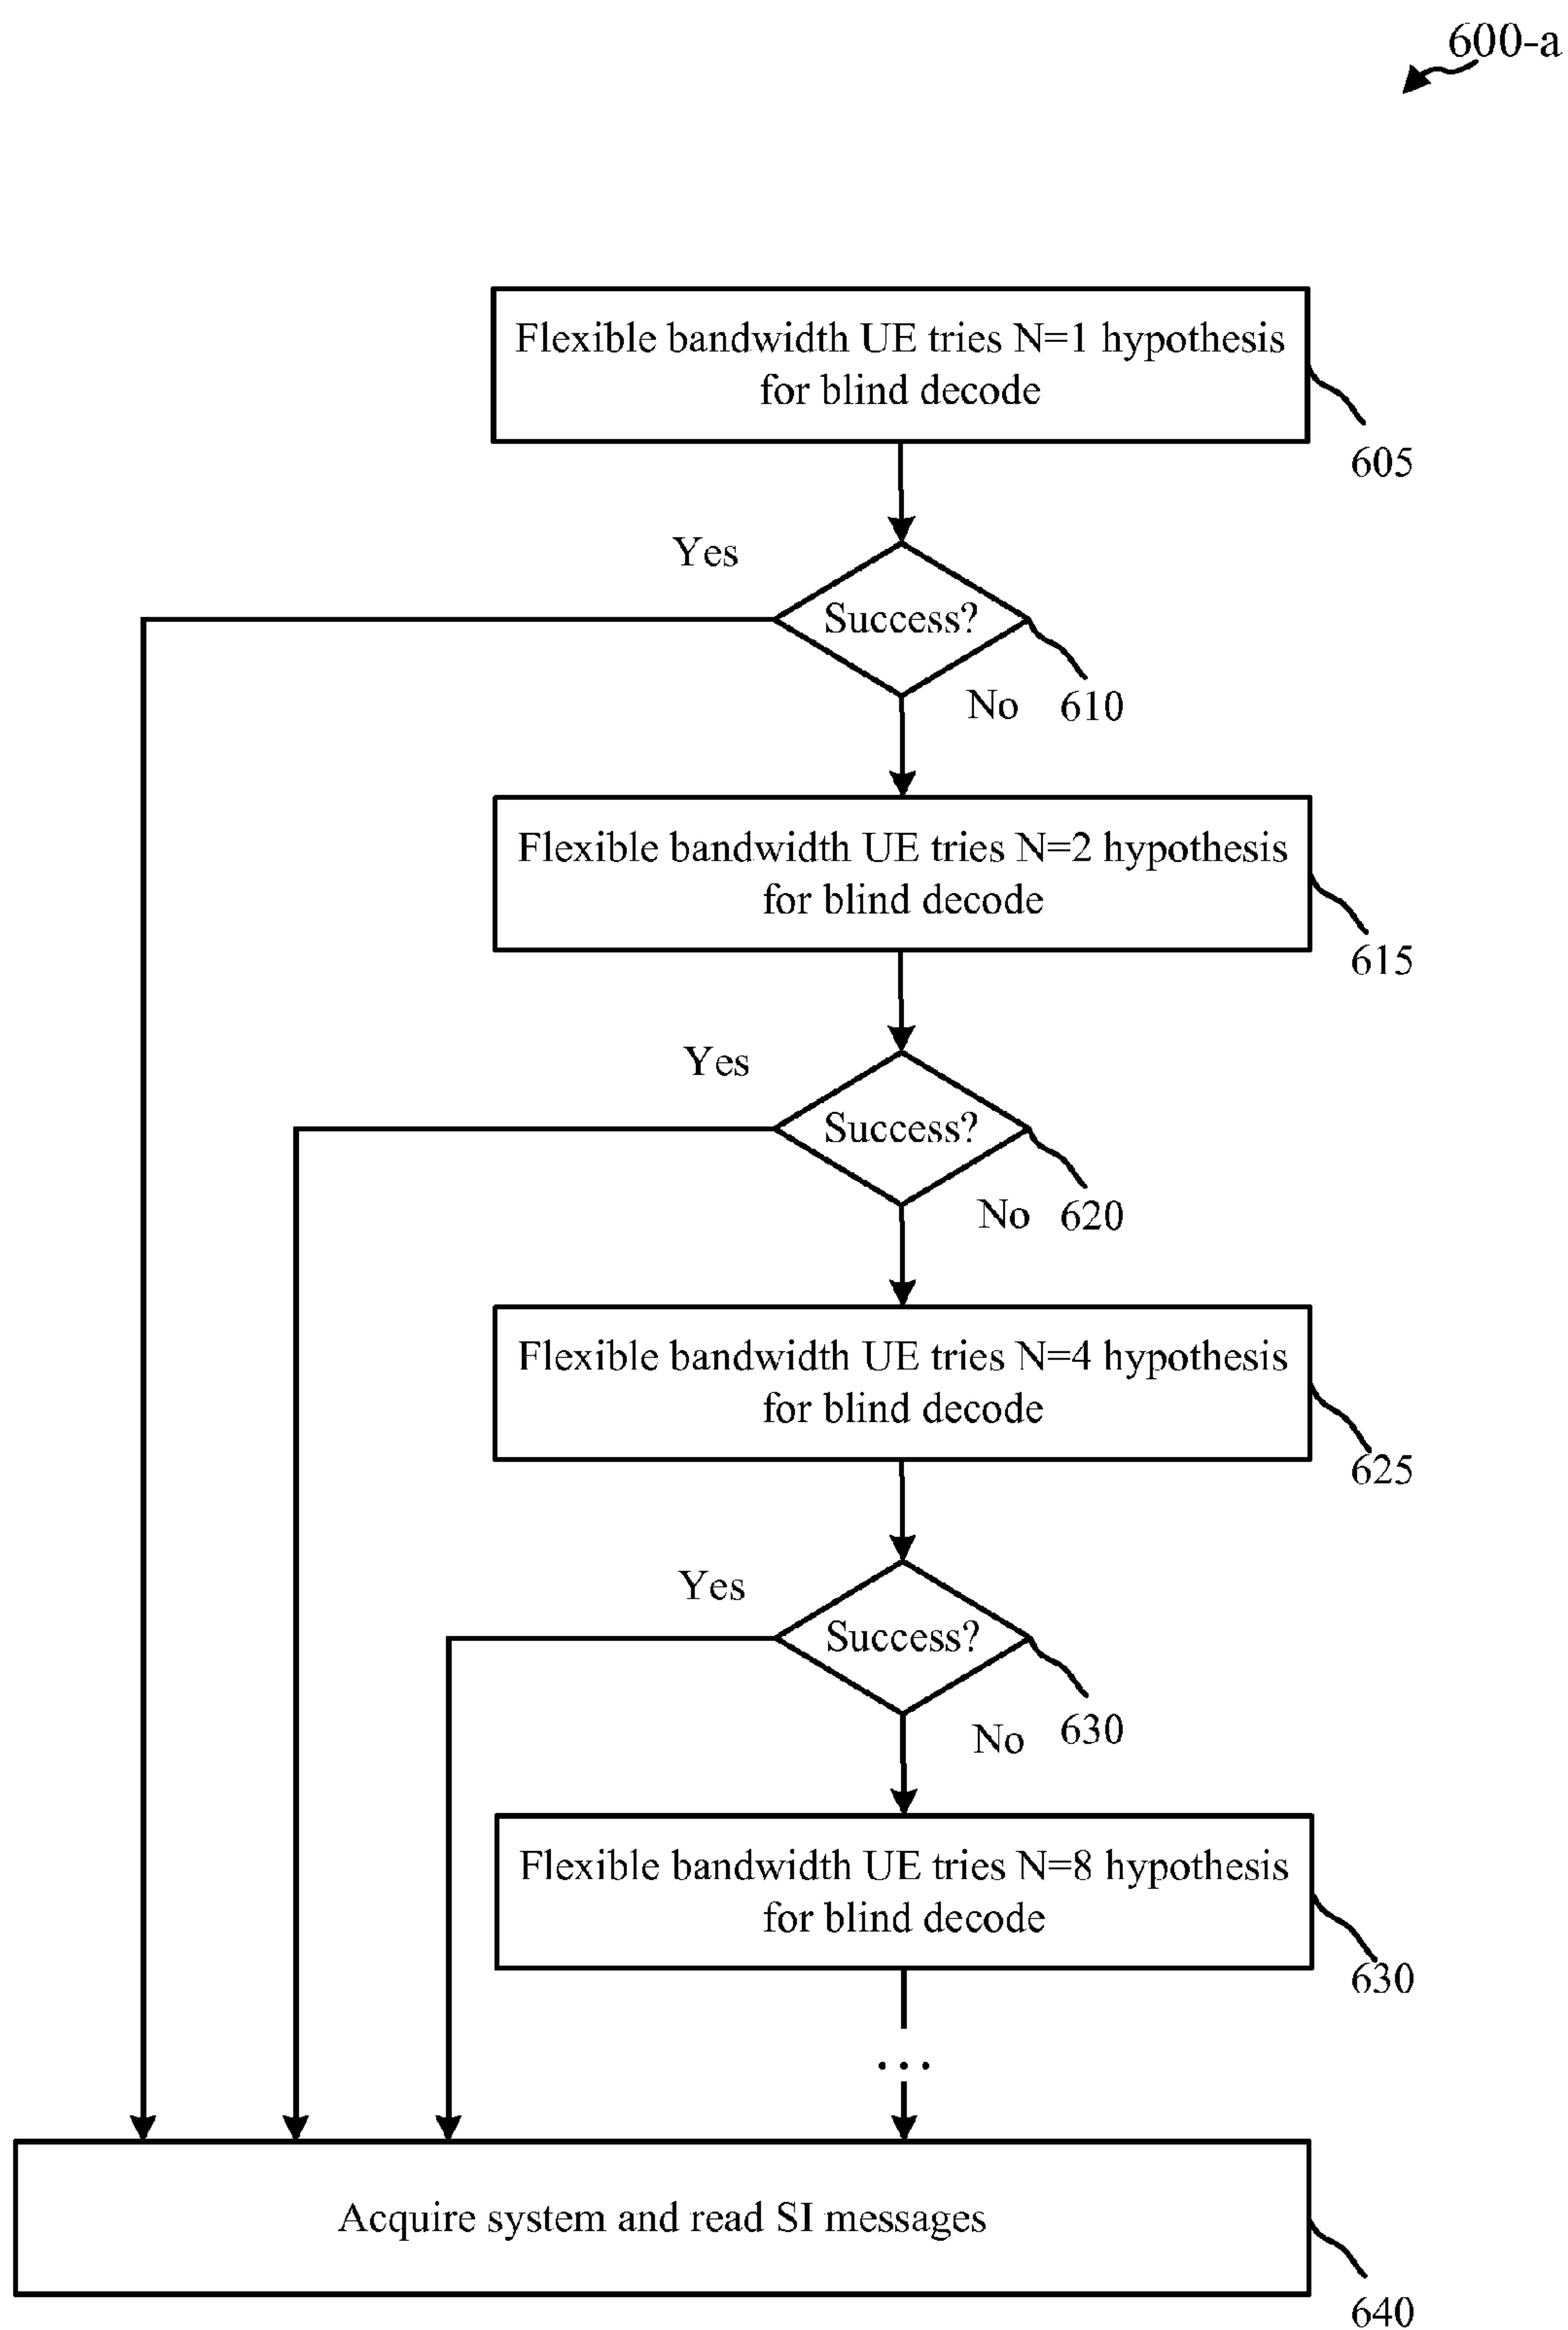 600-a
Flexible bandwidth UE tries N=1 hypothesis
for blind decode
605
Yes
Success?
No
610
Flexible bandwidth UE tries N=2 hypothesis
for blind decode
615
Yes
Success?
No
620
Flexible bandwidth UE tries N=4 hypothesis
for blind decode
625
Yes
Success?
No
630
Flexible bandwidth UE tries N=8 hypothesis
for blind decode
630
...
Acquire system and read SI messages
640